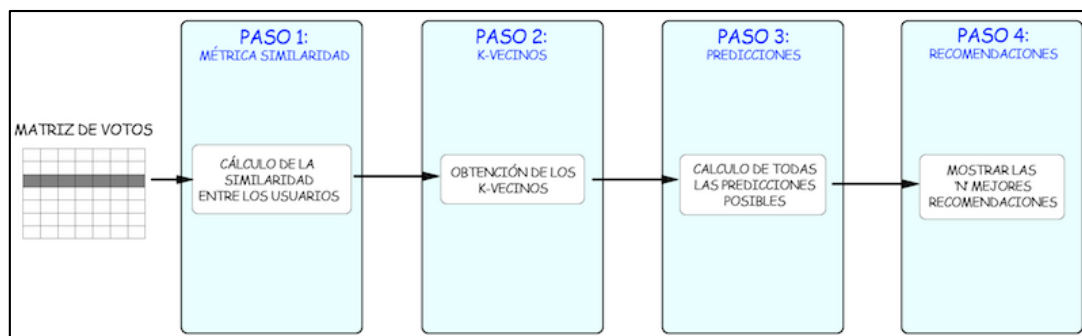 MATRIZ DE VOTOS
PASO 1:
MÉTRICA SIMILARIDAD
CÁLCULO DE LA
SIMILARIDAD
ENTRE LOS USUARIOS
PASO 2:
K-VECINOS
OBTENCIÓN DE LOS
K-VECINOS
PASO 3:
PREDICCIONES
CALCULO DE TODAS
LAS PREDICCIONES
POSIBLES
PASO 4:
RECOMENDACIONES
MOSTRAR LAS
'N' MEJORES
RECOMENDACIONES